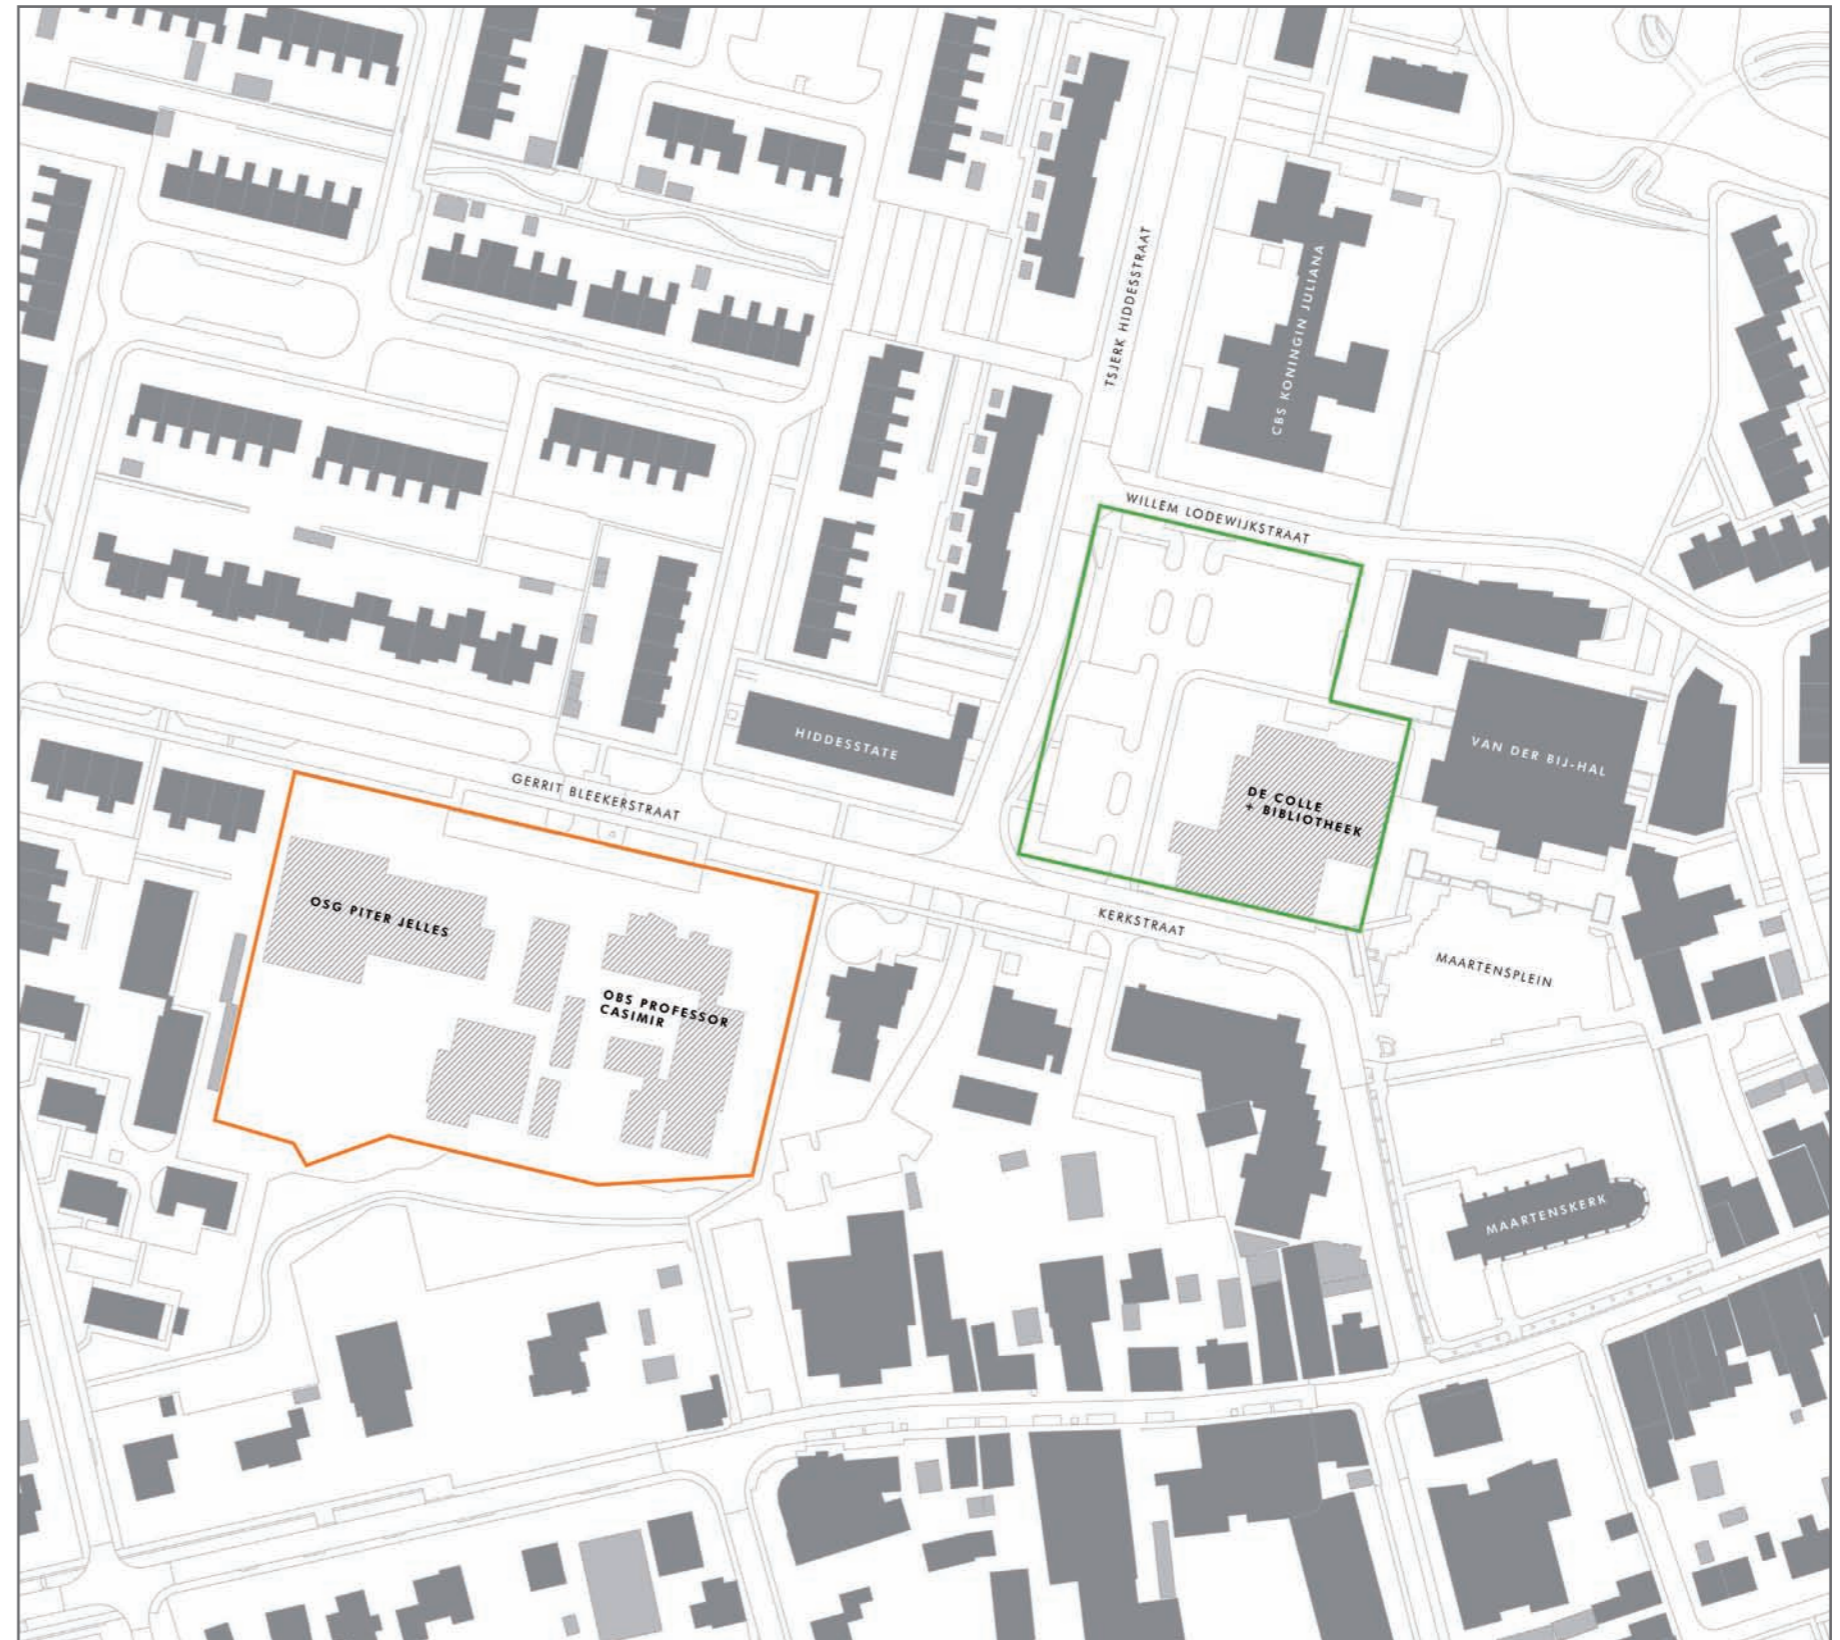 TSJERK HIDDESSTRAAT
CBS KONINGIN JULIANA
WILLEM LODEWIJKSTRAAT
HIDDESSTATE
VAN DER BIJ-HAL
GERRIT BLEEKERSTRAAT
DE COLLE
+ BIBLIOTHEEK
OSG PITER JELLES
KERKSTRAAT
MAARTENSPLEIN
OBS PROFESSOR
CASIMIR
MAARTENSKERK